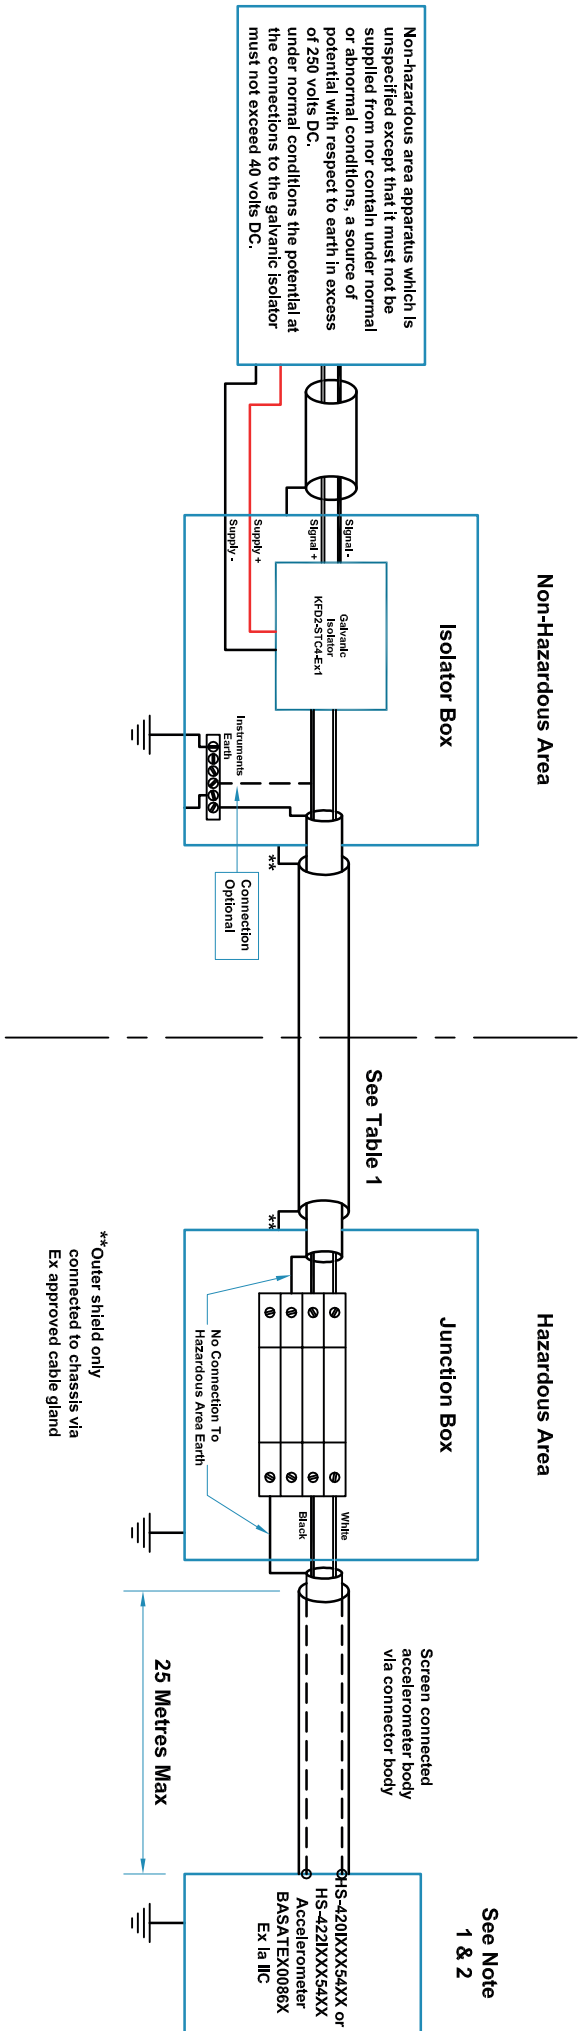 Non-hazardous area apparatus which is
unspecified except that it must not be
supplied from nor contain under normal
or abnormal conditions, a source of
potential with respect to earth in excess
of 250 volts DC.
under normal conditions the potential at
the connections to the galvanic isolator
must not exceed 40 volts DC.
Non-Hazardous Area
Isolator Box
Signal -
Signal +
Supply +
Supply -
Galvanic
Isolator
KFD2-STC4-Ex1
Instruments
Earth
**
Connection
Optional
See Table 1
Hazardous Area
Junction Box
**
No Connection To
Hazardous Area Earth
White
Black
**Outer shield only
connected to chassis via
Ex approved cable gland
Screen connected
accelerometer body
via connector body
25 Metres Max
See Note
1 & 2
HS-420IXXX54XX or
HS-422IXXX54XX
Accelerometer
BASATEX0086X
Ex ia IIC